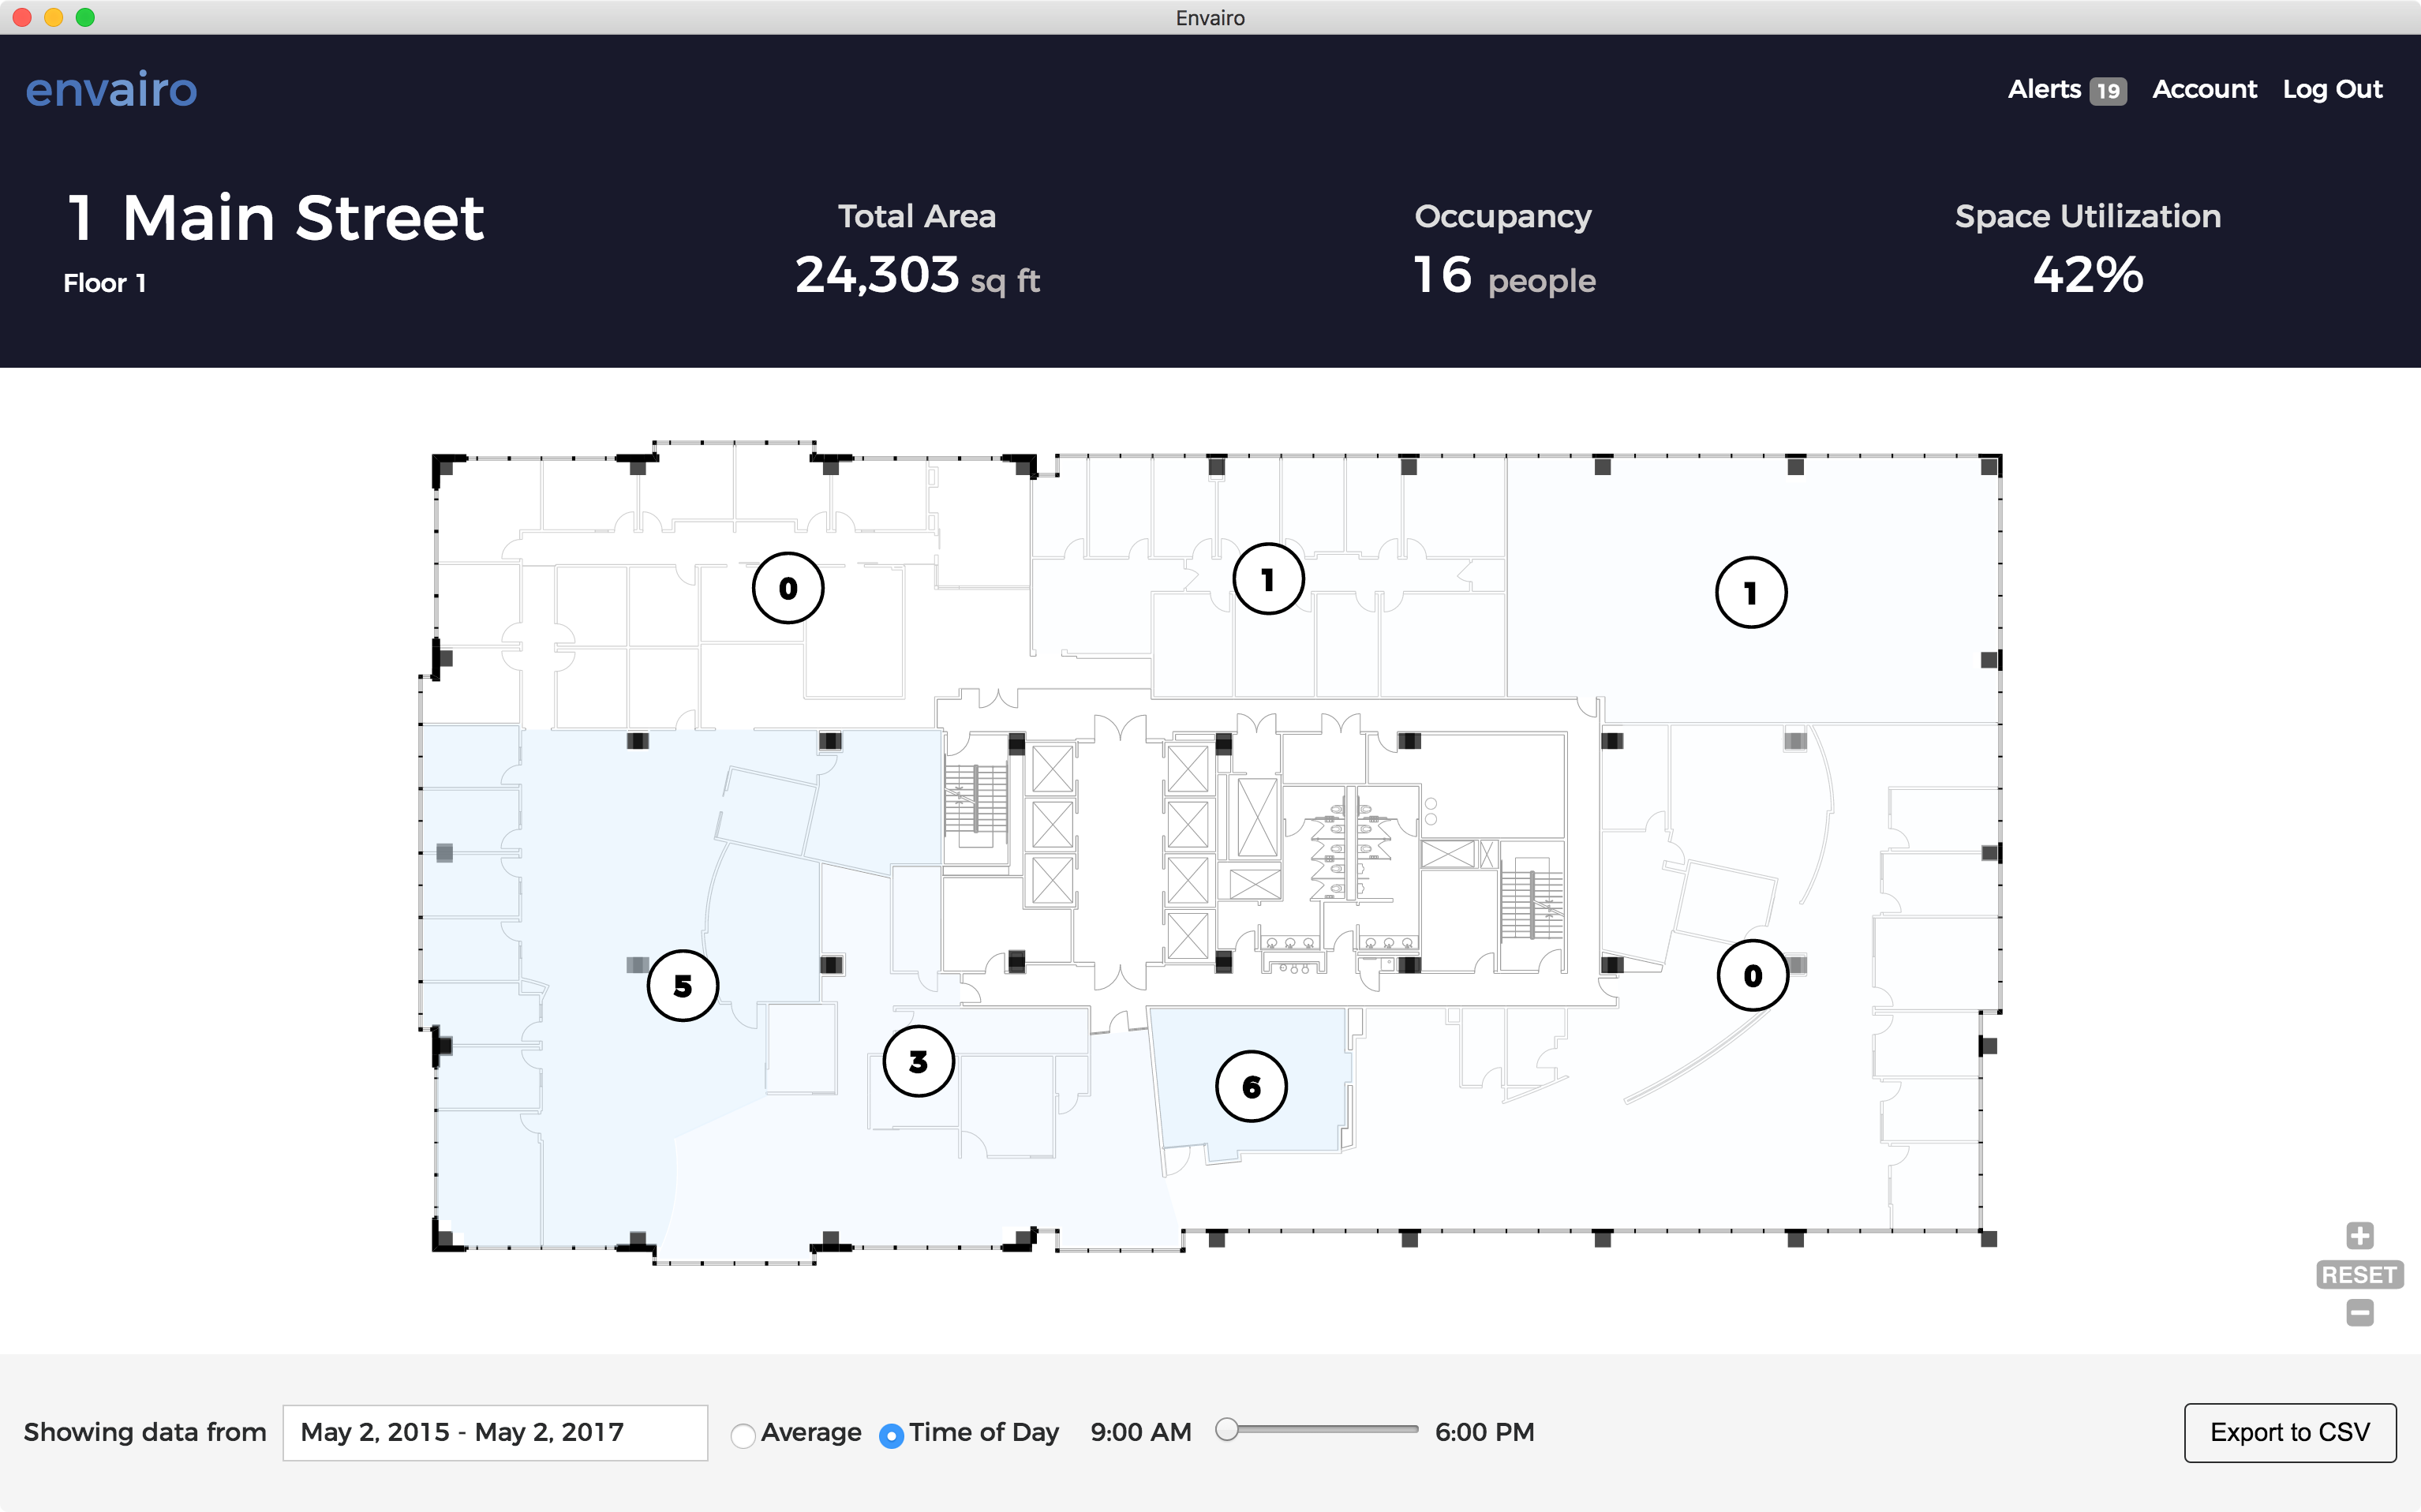 Envairo
envairo
Alerts 19 Account Log Out
1 Main Street
Floor 1
Total Area
24,303 sq ft
Occupancy
16 people
Space Utilization
42%
0
1
1
5
3
6
0
RESET
Showing data from May 2, 2015 - May 2, 2017 Average Time of Day 9:00 AM 6:00 PM Export to CSV